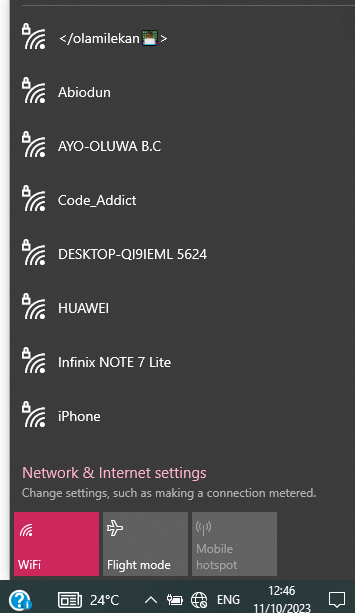 </olamilekan👨🏿‍💻>
Abiodun
AYO-OLUWA B.C
Code_Addict
DESKTOP-QI9IEML 5624
HUAWEI
Infinix NOTE 7 Lite
iPhone
Network & Internet settings
Change settings, such as making a connection metered.
WiFi
Flight mode
Mobile
hotspot
24°C
ENG
12:46
11/10/2023